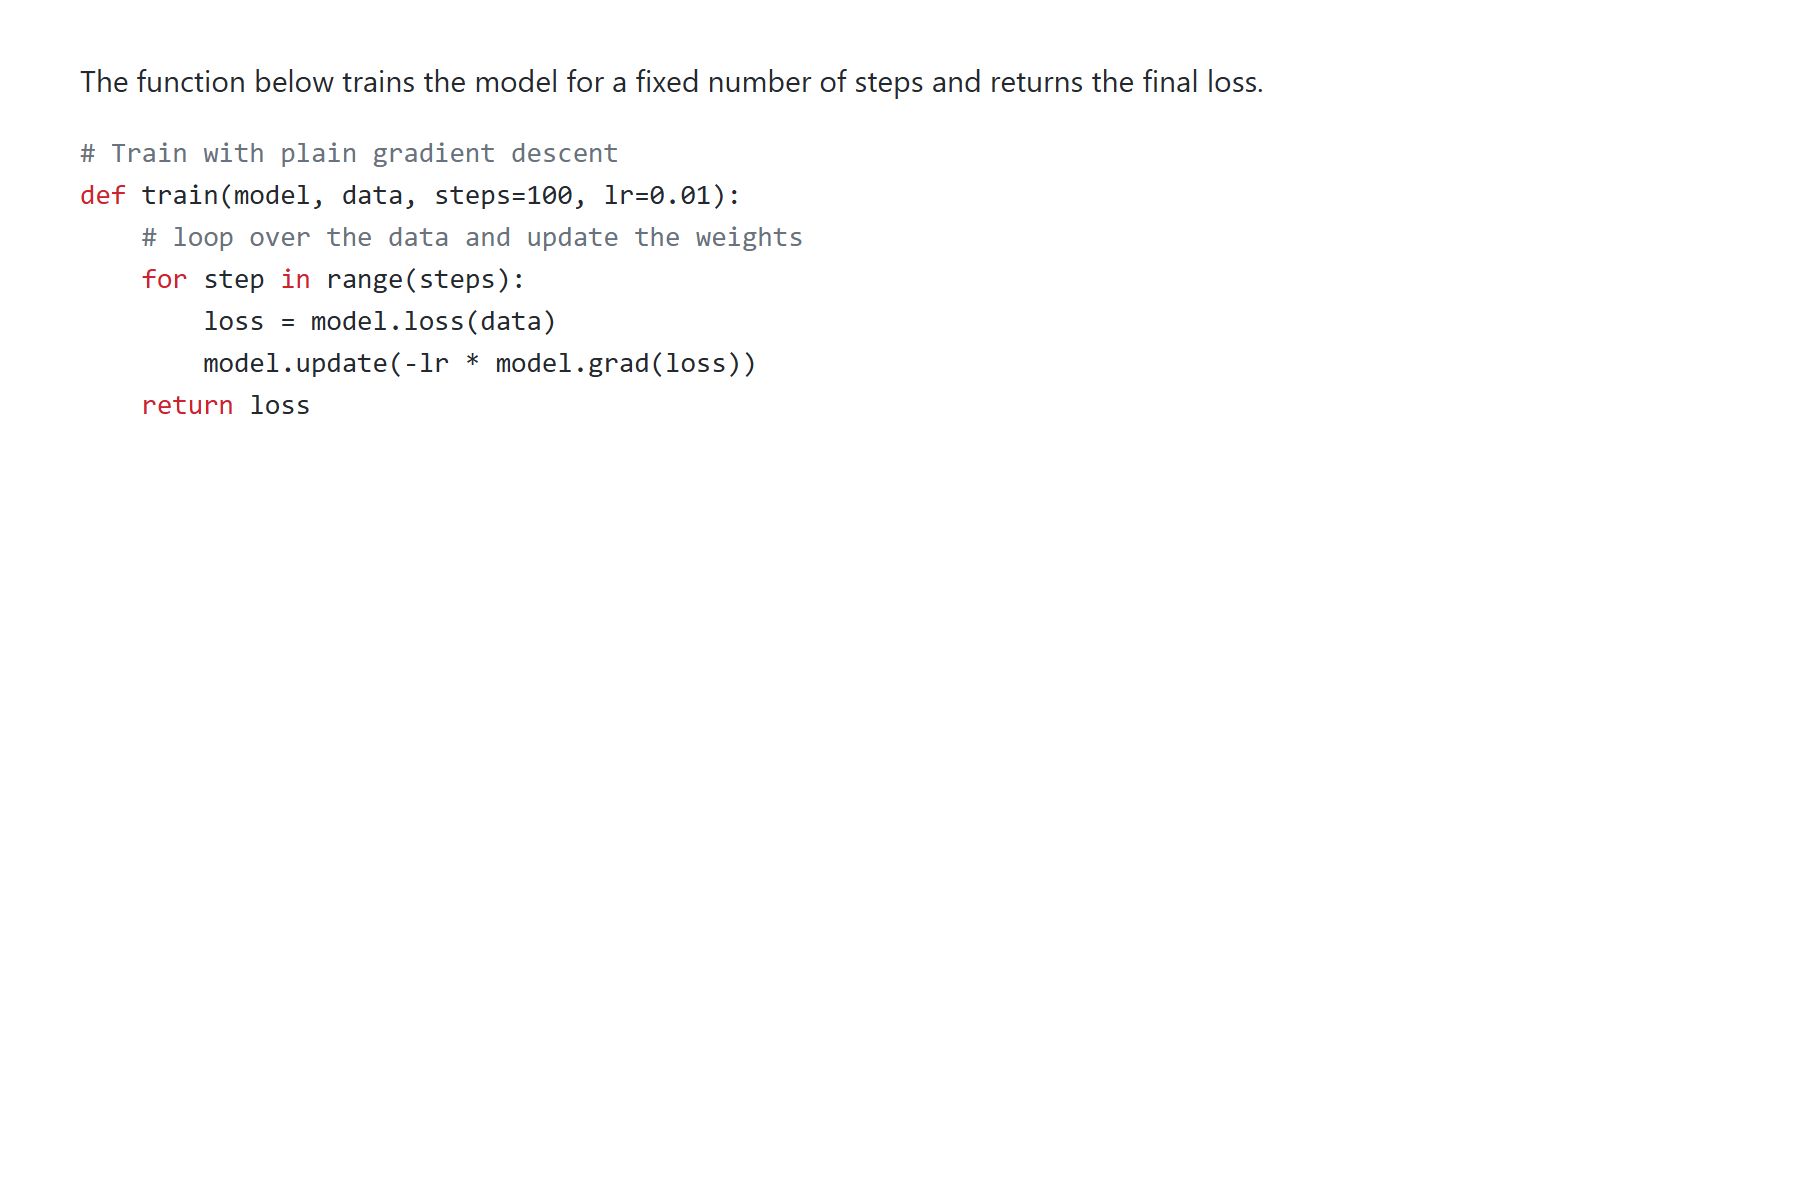 The function below trains the model for a fixed number of steps and returns the final loss.
# Train with plain gradient descent
def train(model, data, steps=100, lr=0.01):
    # loop over the data and update the weights
    for step in range(steps):
        loss = model.loss(data)
        model.update(-lr * model.grad(loss))
    return loss